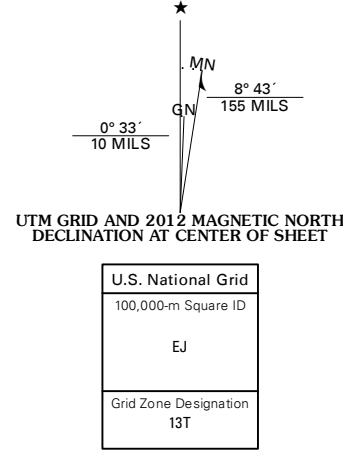 ★
MN
GN
8° 43´
155 MILS
0° 33´
10 MILS
UTM GRID AND 2012 MAGNETIC NORTH
DECLINATION AT CENTER OF SHEET
U.S. National Grid
100,000-m Square ID
EJ
Grid Zone Designation
13T